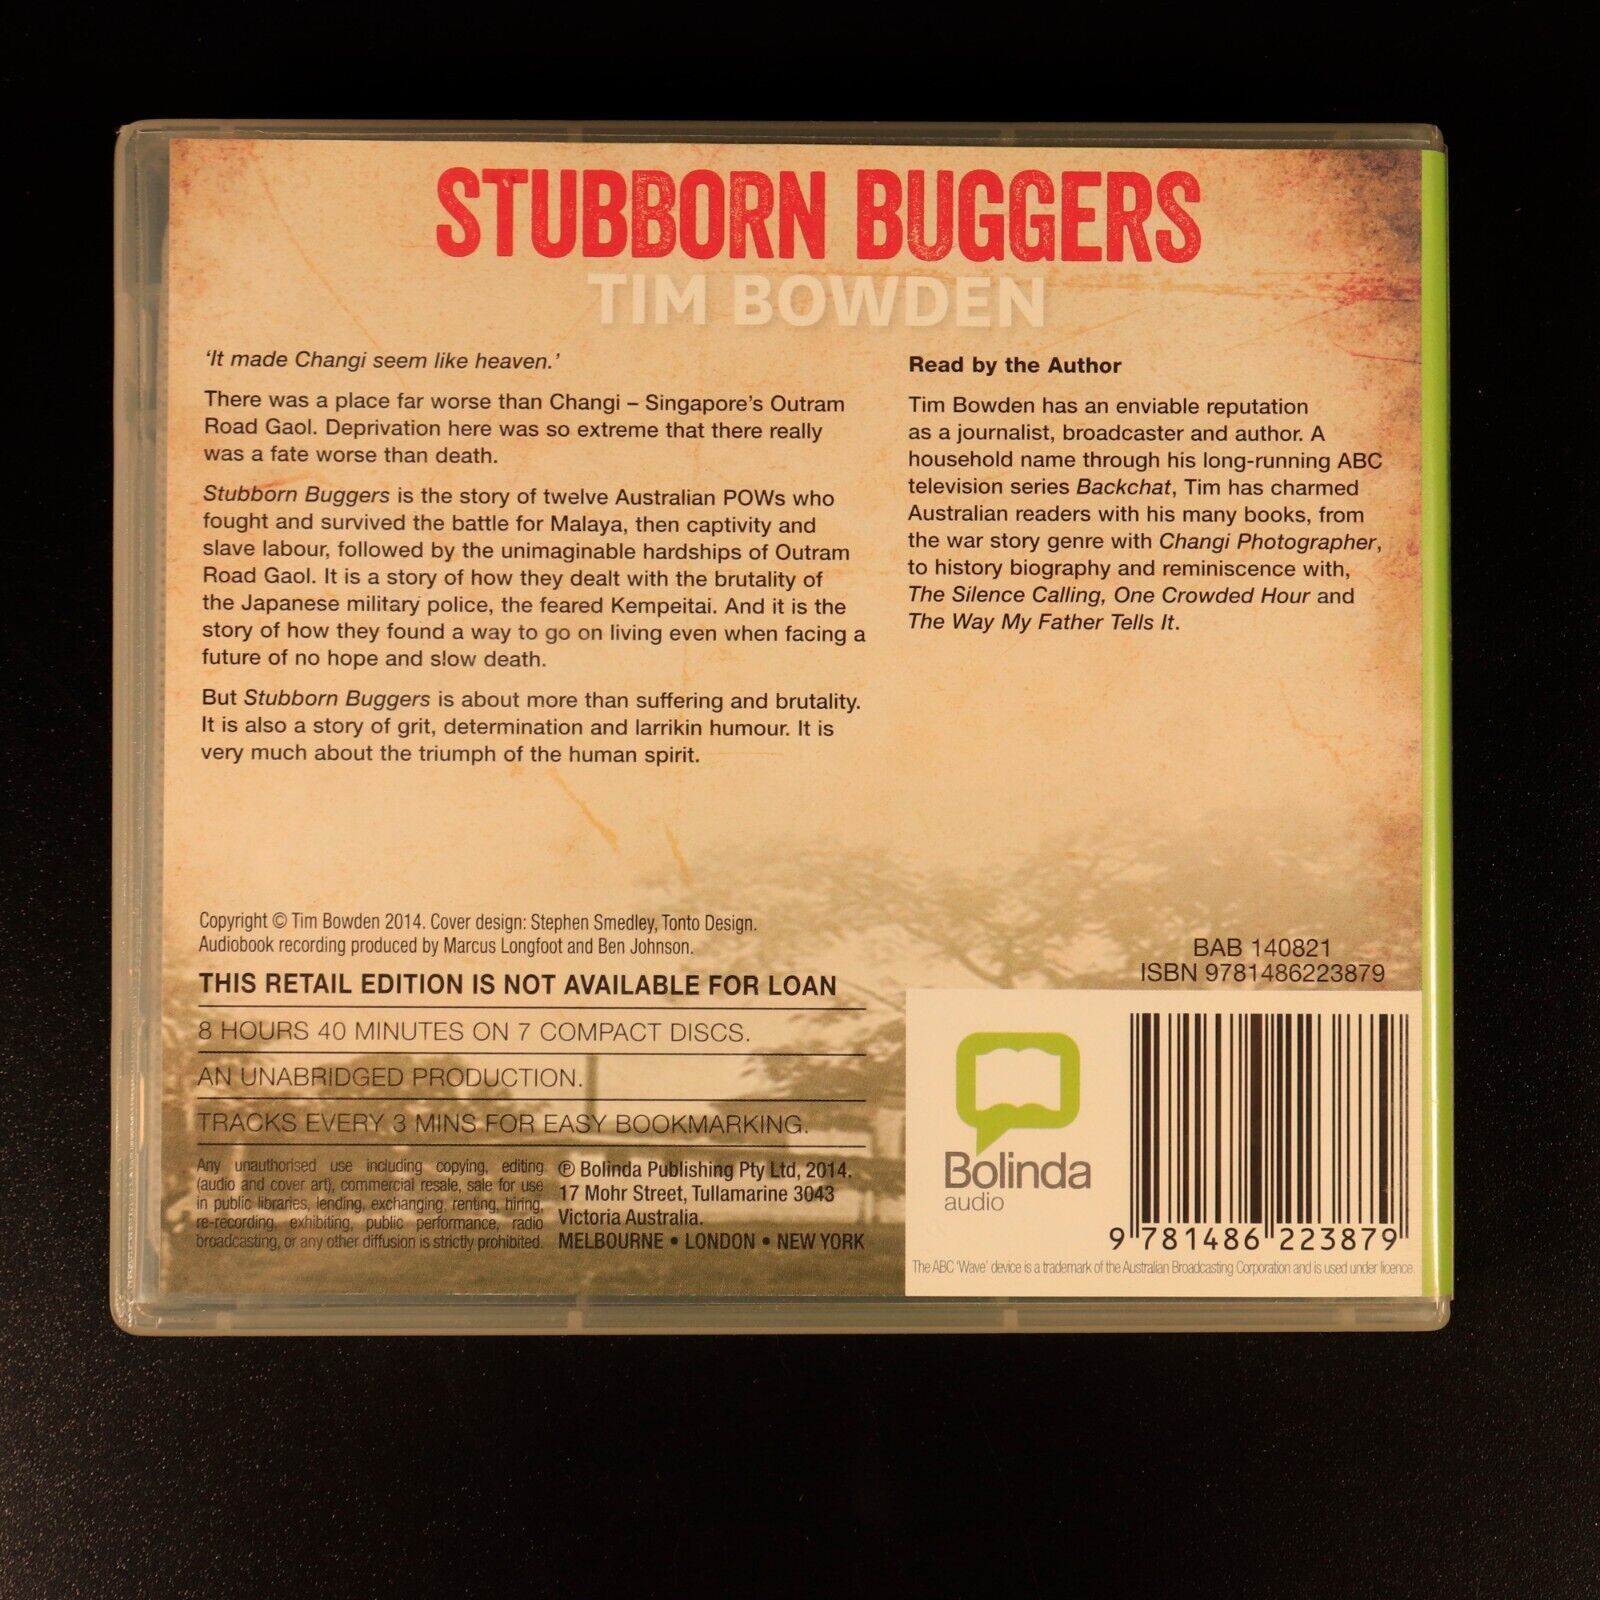 STUBBORN BUGGERS
TIM BOWDEN
‘It made Changi seem like heaven.’
There was a place far worse than Changi – Singapore’s Outram
Road Gaol. Deprivation here was so extreme that there really
was a fate worse than death.
Stubborn Buggers is the story of twelve Australian POWs who
fought and survived the battle for Malaya, then captivity and
slave labour, followed by the unimaginable hardships of Outram
Road Gaol. It is a story of how they dealt with the brutality of
the Japanese military police, the feared Kempeitai. And it is the
story of how they found a way to go on living even when facing a
future of no hope and slow death.
But Stubborn Buggers is about more than suffering and brutality.
It is also a story of grit, determination and larrikin humour. It is
very much about the triumph of the human spirit.
Read by the Author
Tim Bowden has an enviable reputation
as a journalist, broadcaster and author. A
household name through his long-running ABC
television series Backchat, Tim has charmed
Australian readers with his many books, from
the war story genre with Changi Photographer,
to history biography and reminiscence with,
The Silence Calling, One Crowded Hour and
The Way My Father Tells It.
Copyright © Tim Bowden 2014. Cover design: Stephen Smedley, Tonto Design.
Audiobook recording produced by Marcus Longfoot and Ben Johnson.
THIS RETAIL EDITION IS NOT AVAILABLE FOR LOAN
8 HOURS 40 MINUTES ON 7 COMPACT DISCS.
AN UNABRIDGED PRODUCTION.
TRACKS EVERY 3 MINS FOR EASY BOOKMARKING.
Any unauthorised use including copying, editing
(audio and cover art), commercial resale, sale for use
in public libraries, lending, exchanging, renting, hiring,
re-recording, exhibiting, public performance, radio
broadcasting, or any other diffusion is strictly prohibited.
℗ Bolinda Publishing Pty Ltd, 2014.
17 Mohr Street, Tullamarine 3043
Victoria Australia.
MELBOURNE • LONDON • NEW YORK
BAB 140821
ISBN 9781486223879
Bolinda
audio
9 781486 223879
The ABC ‘Wave’ device is a trademark of the Australian Broadcasting Corporation and is used under licence.